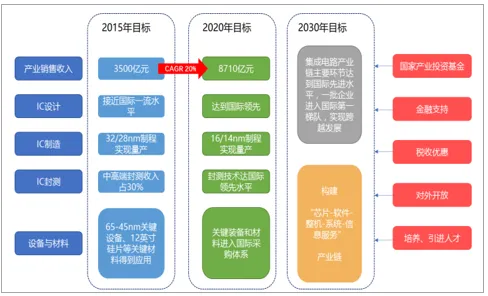 2015年目标
2020年目标
2030年目标
产业销售收入
3500亿元
CAGR 20%
8710亿元
IC设计
接近国际一流水
平
达到国际领先
IC制造
32/28nm制程
实现量产
16/14nm制程
实现量产
IC封测
中高端封测收入
占30%
封测技术达国际
领先水平
设备与材料
65-45nm关键
设备、12英寸
硅片等关键材
料得到应用
关键装备和材
料进入国际采
购体系
集成电路产业
链主要环节达
到国际先进水
平，一批企业
进入国际第一
梯队，实现跨
越发展
构建
“芯片-软件-
整机-系统-信
息服务”
产业链
国家产业投资基金
金融支持
税收优惠
对外开放
培养、引进人才